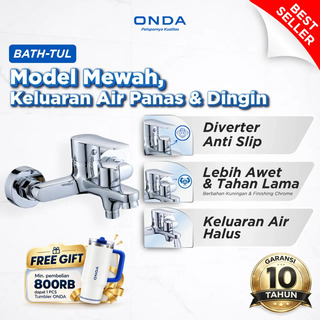 ONDA
Pelopornya Kualitas
BEST
SELLER
BATH-TUL
Model Mewah,
Keluaran Air Panas & Dingin
Diverter
Anti Slip
Lebih Awet
& Tahan Lama
Berbahan Kuningan & Finishing Chrome
Keluaran Air
Halus
FREE GIFT
Min. pembelian
800RB
dapat 1 PCS
Tumbler ONDA
ONDA
GARANSI
10
TAHUN